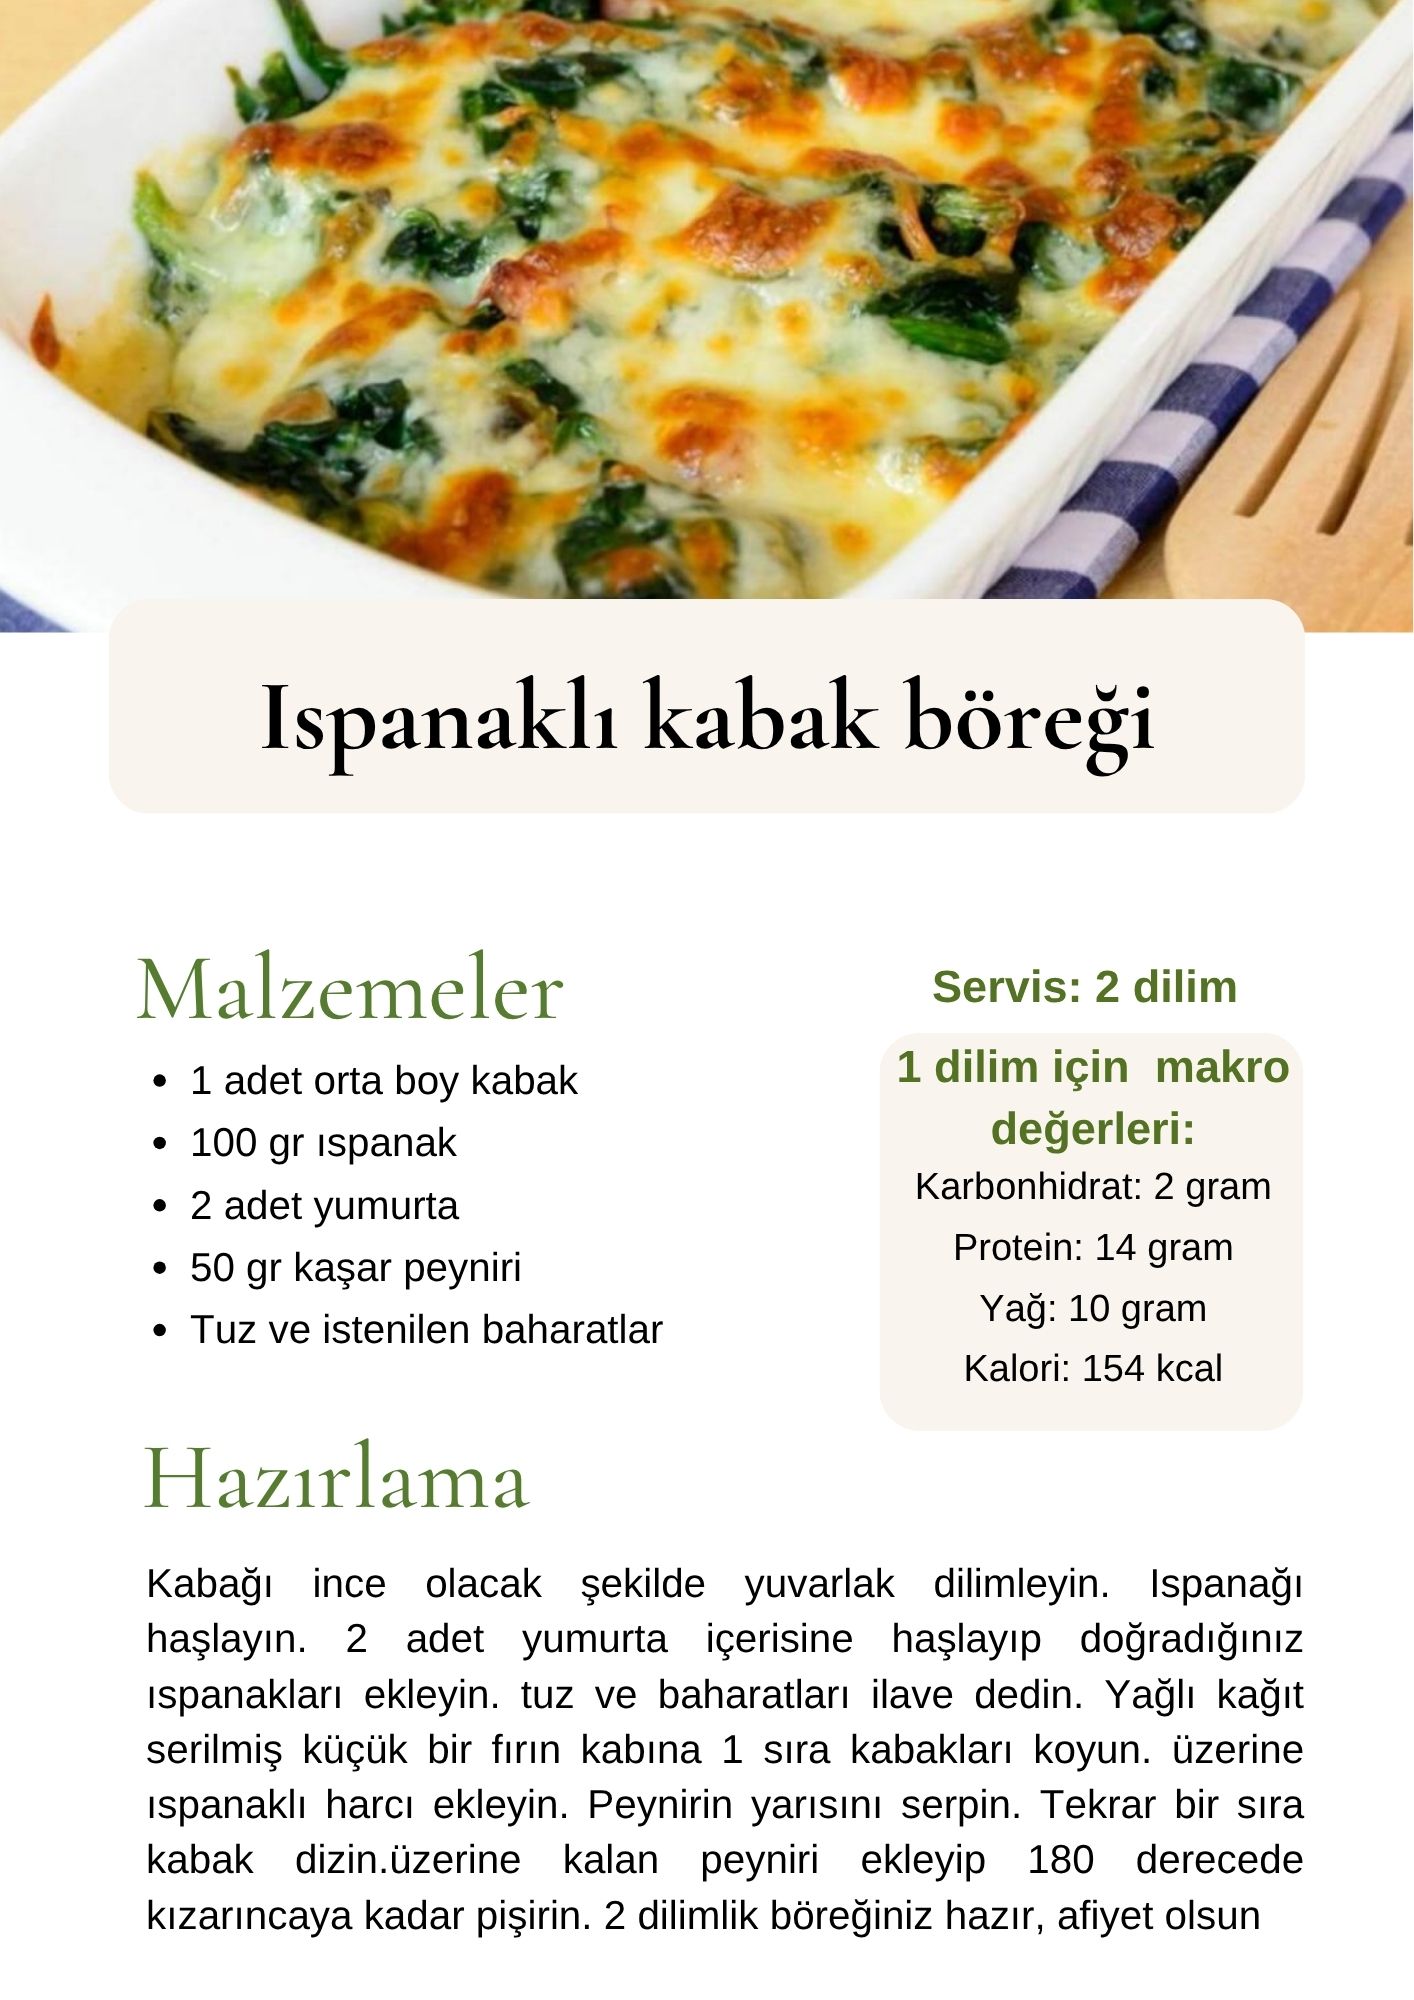 Ispanaklı kabak böreği
Malzemeler
1 adet orta boy kabak
100 gr ıspanak
2 adet yumurta
50 gr kaşar peyniri
Tuz ve istenilen baharatlar
Servis: 2 dilim
1 dilim için  makro
değerleri:
Karbonhidrat: 2 gram
Protein: 14 gram
Yağ: 10 gram
Kalori: 154 kcal
Hazırlama
Kabağı ince olacak şekilde yuvarlak dilimleyin. Ispanağı
haşlayın. 2 adet yumurta içerisine haşlayıp doğradığınız
ıspanakları ekleyin. tuz ve baharatları ilave dedin. Yağlı kağıt
serilmiş küçük bir fırın kabına 1 sıra kabakları koyun. üzerine
ıspanaklı harcı ekleyin. Peynirin yarısını serpin. Tekrar bir sıra
kabak dizin.üzerine kalan peyniri ekleyip 180 derecede
kızarıncaya kadar pişirin. 2 dilimlik böreğiniz hazır, afiyet olsun